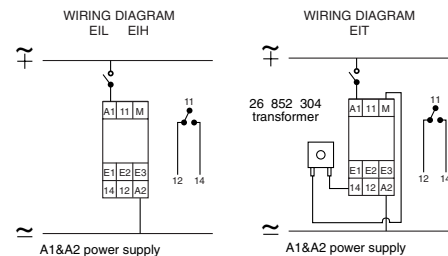 WIRING DIAGRAM
EIL EIH
~
+
A1 11 M
E1 E2 E3
14 12 A2
11
12 14
~
A1&A2 power supply
WIRING DIAGRAM
EIT
~
+
26 852 304
transformer
A1 11 M
E1 E2 E3
14 12 A2
11
12 14
~
A1&A2 power supply